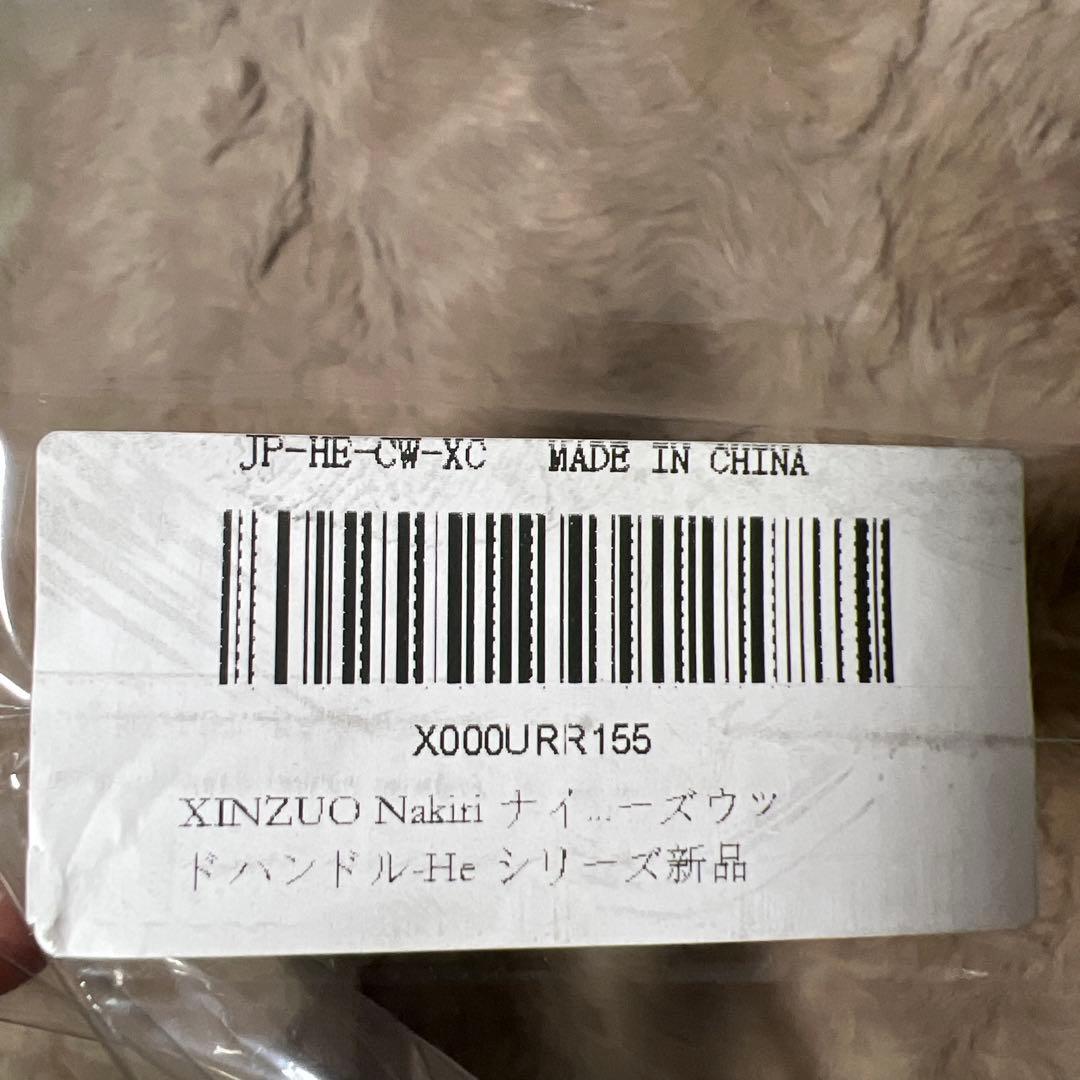 JP-HE-CW-XC MADE IN CHINA
X000URR155
XINZUO Nakiri ナイ...ーズウッ
ドハンドル-He シリーズ新品